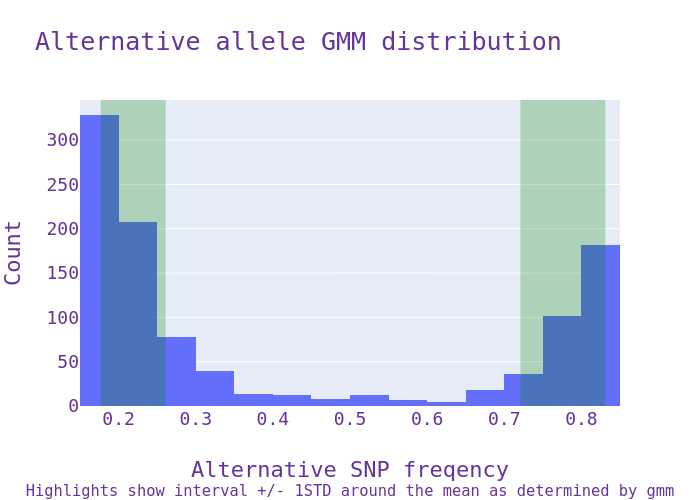 Alternative allele GMM distribution
Count
300
250
200
150
100
50
0
0.2 0.3 0.4 0.5 0.6 0.7 0.8
Alternative SNP freqency
Highlights show interval +/- 1STD around the mean as determined by gmm